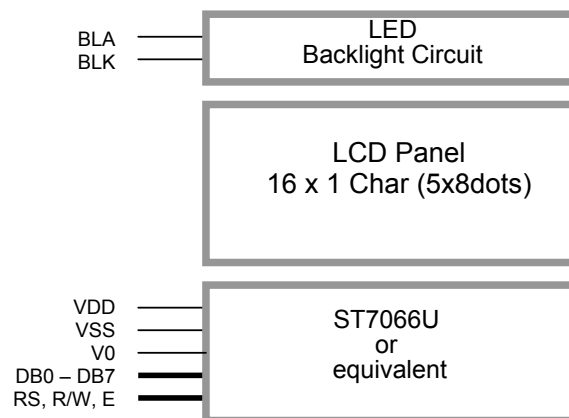 BLA
BLK
LED
Backlight Circuit
LCD Panel
16 x 1 Char (5x8dots)
VDD
VSS
V0
DB0 – DB7
RS, R/W, E
ST7066U
or
equivalent